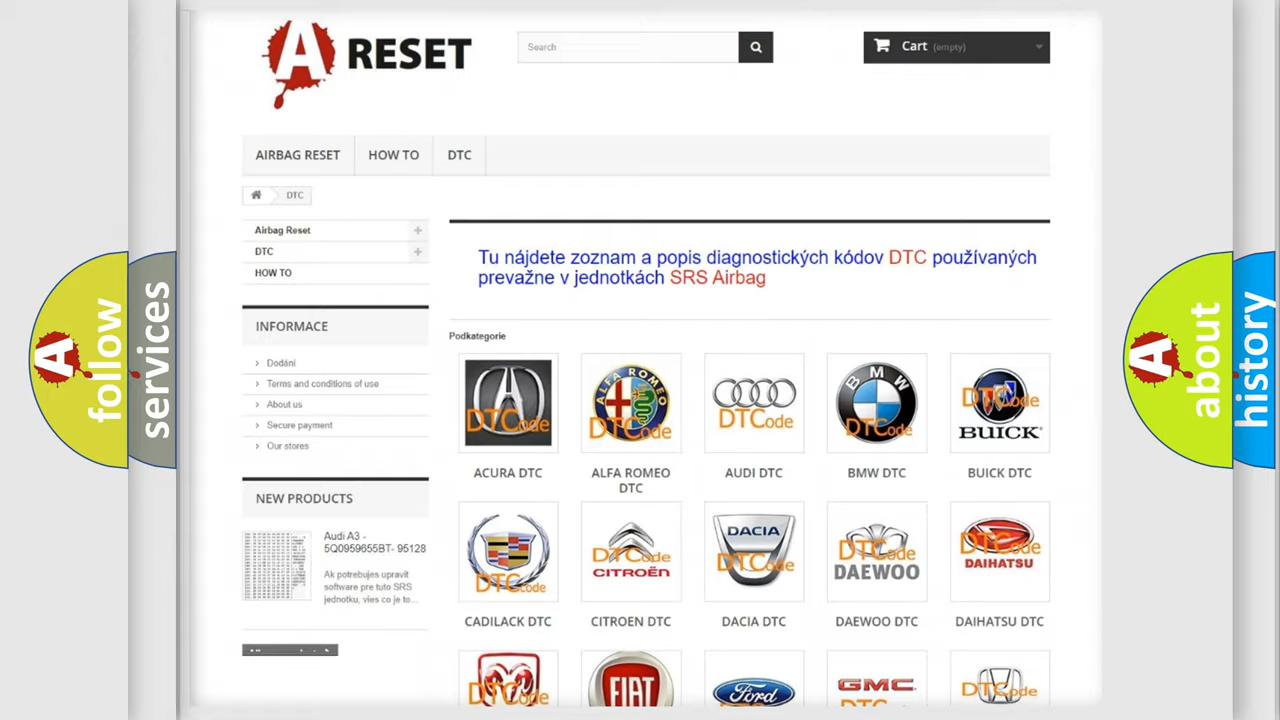 A RESET
Search
Cart (empty)
AIRBAG RESET
HOW TO
DTC
DTC
Airbag Reset
DTC
HOW TO
INFORMACE
Dodání
Terms and conditions of use
About us
Secure payment
Our stores
NEW PRODUCTS
Audi A3 -
5Q0959655BT- 95128
Ak potrebujes upravit
software pre tuto SRS
jednotku, vies co je to...
Tu nájdete zoznam a popis diagnostických kódov DTC používaných
prevažne v jednotkách SRS Airbag
Podkategorie
DTCode
ALFA ROMEO
DTCode
DTCode
BMW
DTCode
DTCode
BUICK
ACURA DTC
ALFA ROMEO
DTC
AUDI DTC
BMW DTC
BUICK DTC
DTCode
DTCode
CITROËN
DACIA
DTCode
DTCode
DAEWOO
DTCode
DAIHATSU
CADILACK DTC
CITROEN DTC
DACIA DTC
DAEWOO DTC
DAIHATSU DTC
DTCode
FIAT
Ford
GMC
DTCode
A follow
services
A about
history